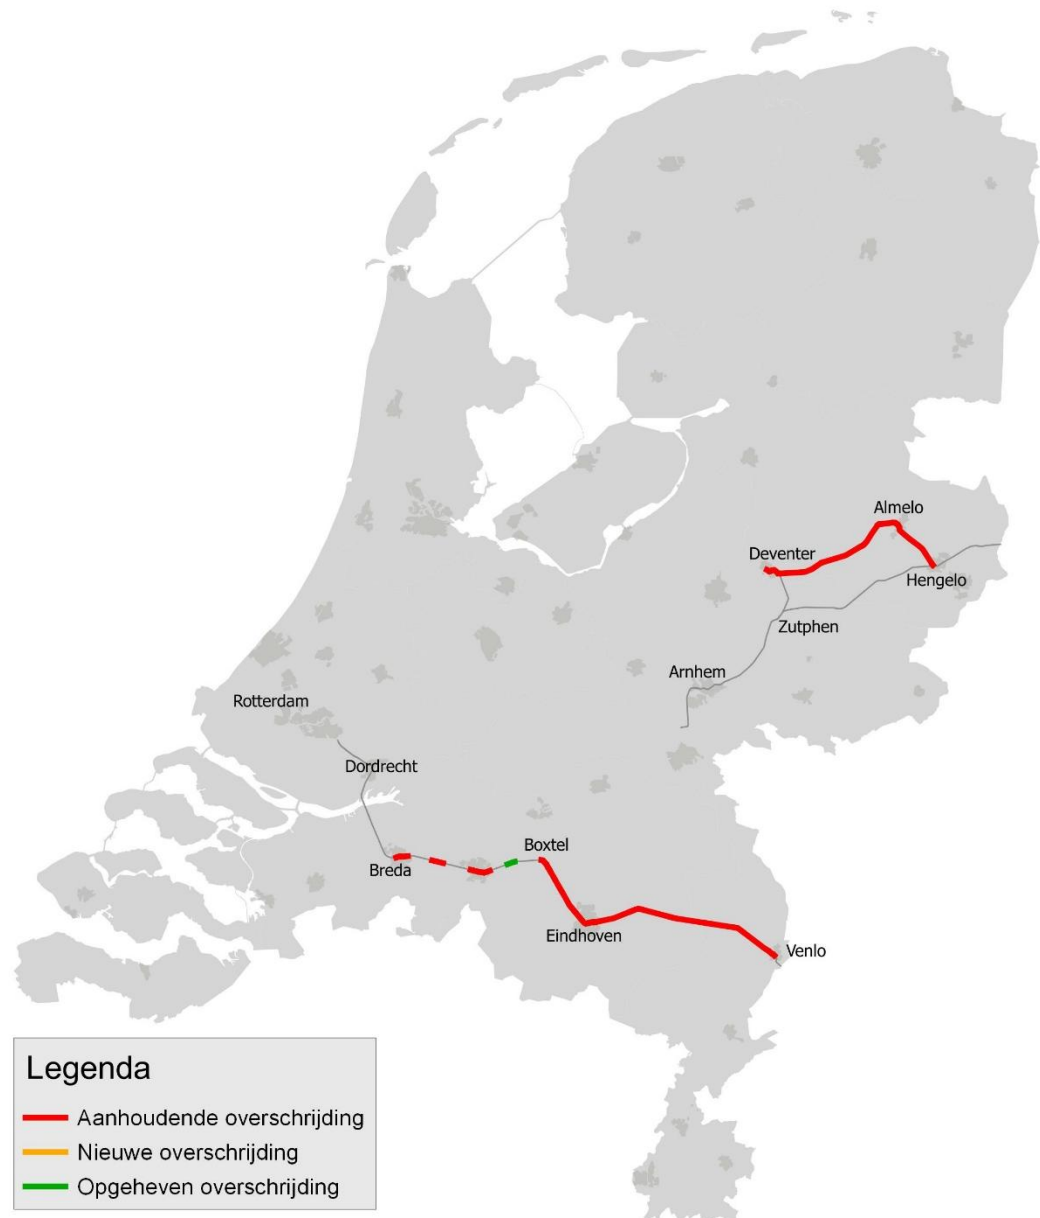 Almelo
Deventer
Hengelo
Zutphen
Arnhem
Rotterdam
Dordrecht
Boxtel
Breda
Eindhoven
Venlo
Legenda
Aanhoudende overschrijding
Nieuwe overschrijding
Opgeheven overschrijding